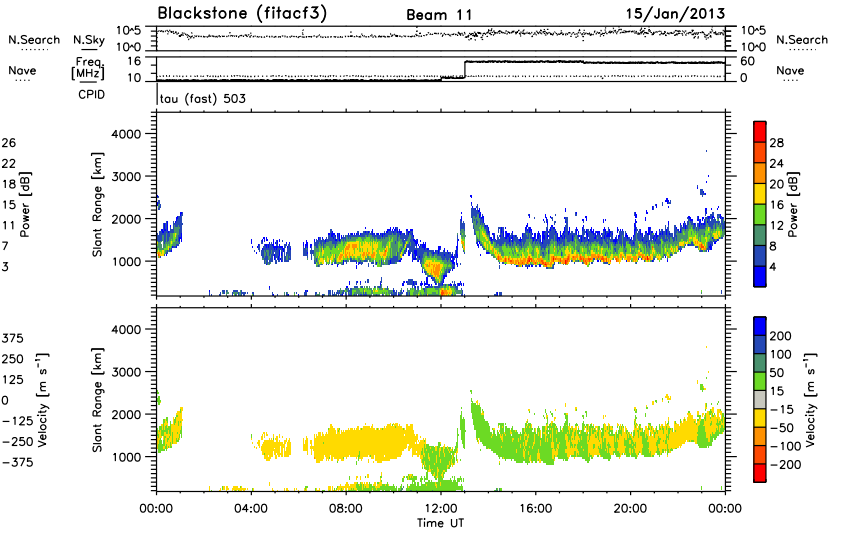 Blackstone (fitacf3) Beam 11 15/Jan/2013
N.Search N.Sky 10^5 10^0 10^5 10^0 N.Search
Nave Freq. [MHz] 16 10 60 0 Nave
CPID tau (fast) 503
26 22 18 15 11 7 3
Power [dB]
Slant Range [km]
4000
3000
2000
1000
28 24 20 16 12 8 4
Power [dB]
375 250 125 0 −125 −250 −375
Velocity [m s⁻¹]
Slant Range [km]
4000
3000
2000
1000
200 100 50 15 −15 −50 −100 −200
Velocity [m s⁻¹]
00:00 04:00 08:00 12:00 16:00 20:00 00:00
Time UT